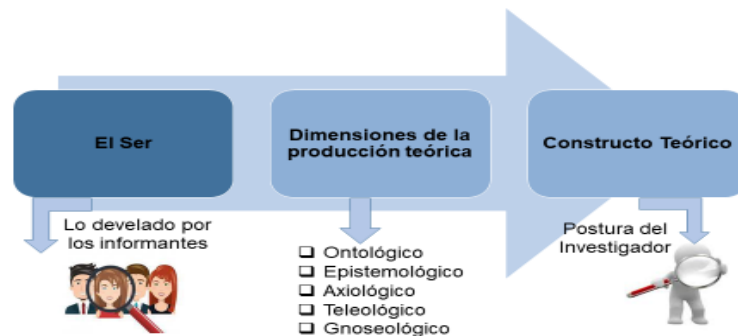 El Ser
Dimensiones de la
producción teórica
Constructo Teórico
Lo develado por
los informantes
Ontológico
Epistemológico
Axiológico
Teleológico
Gnoseológico
Postura del
Investigador